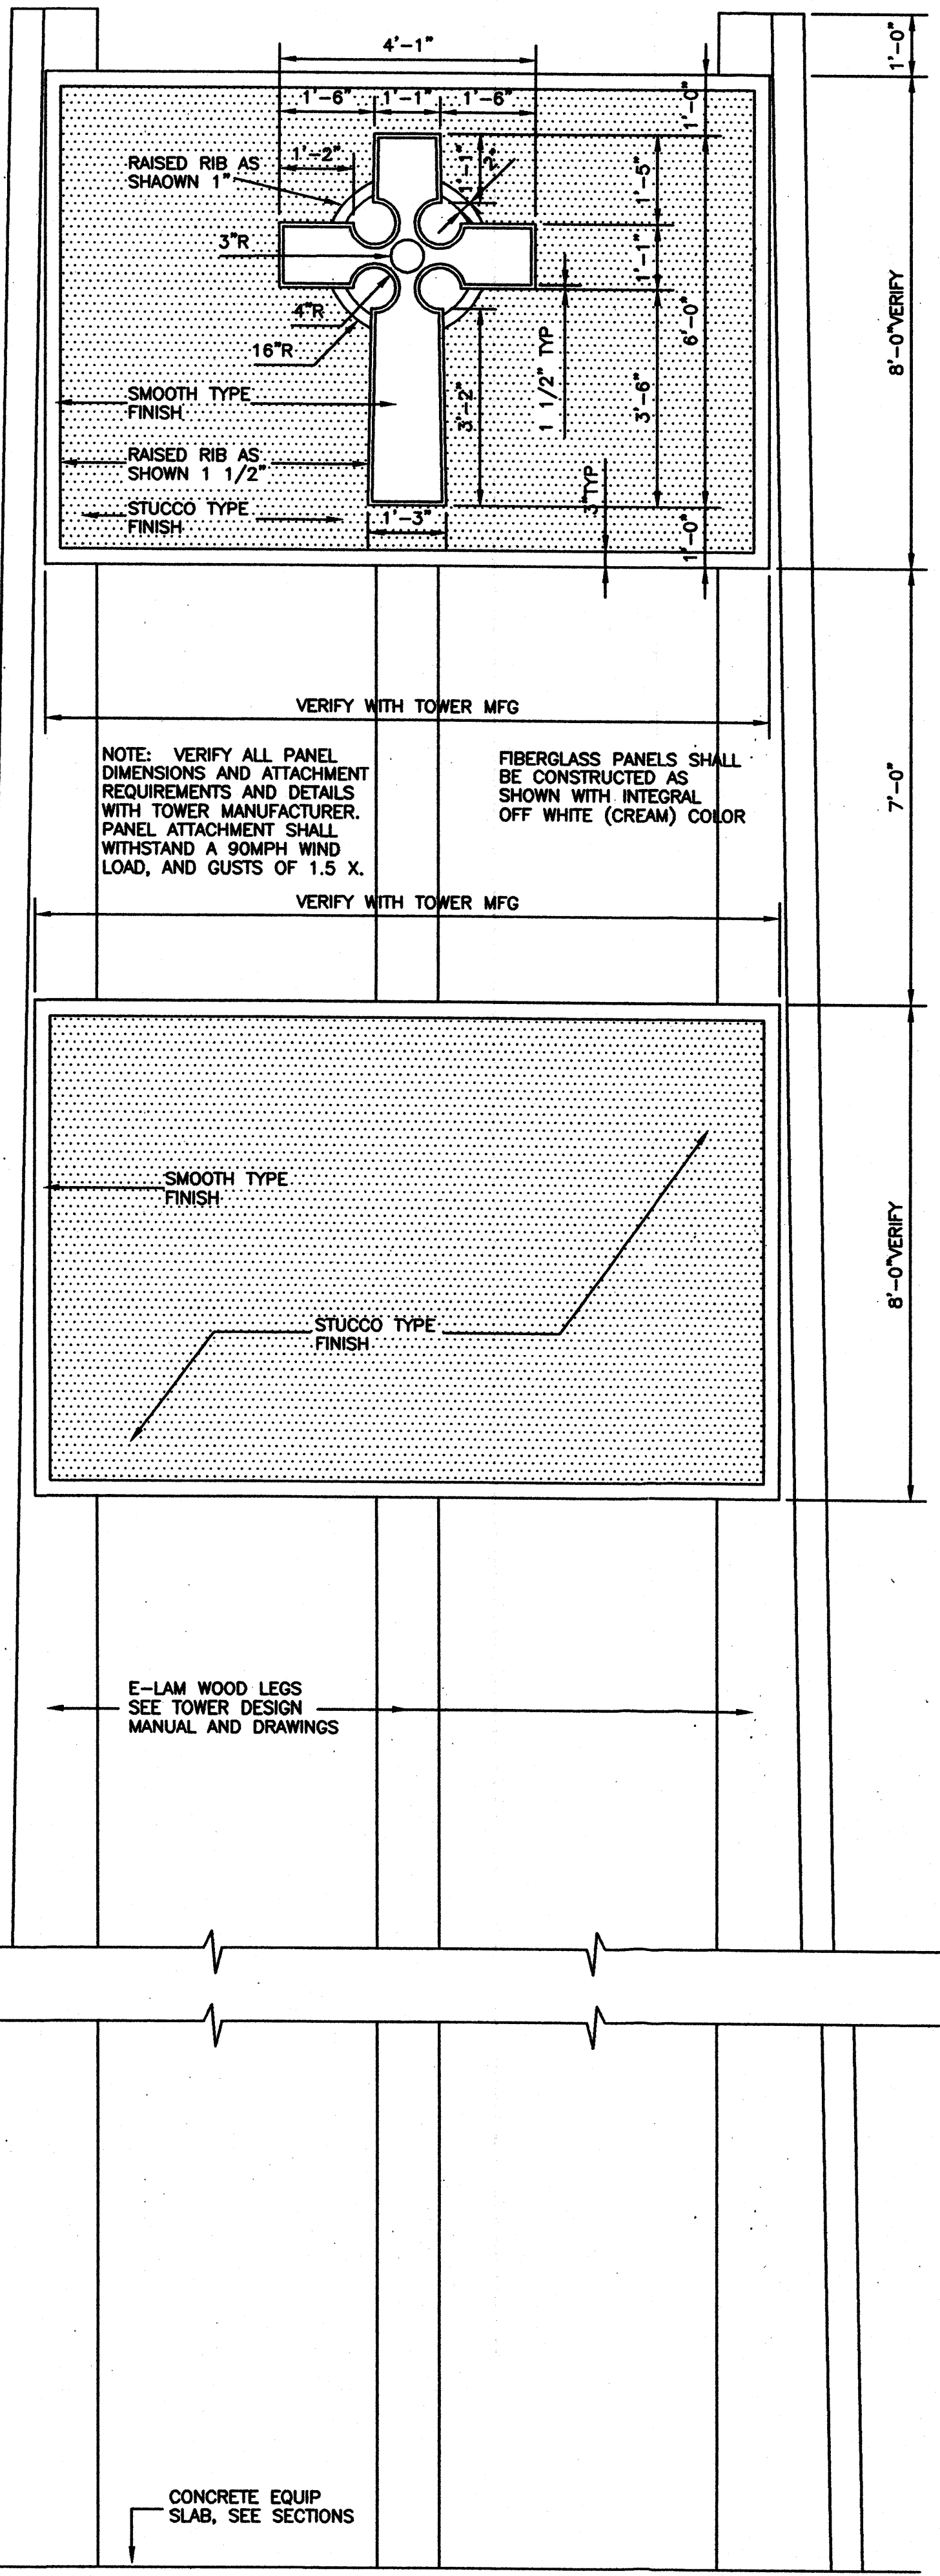 4'-1"
1'-0"
1'-6" 1'-1" 1'-6"
1'-0"
RAISED RIB AS
SHAOWN 1"
1'-2"
1'-1"
2"
1'-5"
3"R
1'-1"
4"R
16"R
6'-0"
8'-0"VERIFY
SMOOTH TYPE
FINISH
3'-2"
1 1/2" TYP
3'-6"
RAISED RIB AS
SHOWN 1 1/2"
STUCCO TYPE
FINISH
1'-3"
3"TYP
1'-0"
VERIFY WITH TOWER MFG
NOTE: VERIFY ALL PANEL
DIMENSIONS AND ATTACHMENT
REQUIREMENTS AND DETAILS
WITH TOWER MANUFACTURER.
PANEL ATTACHMENT SHALL
WITHSTAND A 90MPH WIND
LOAD, AND GUSTS OF 1.5 X.
FIBERGLASS PANELS SHALL
BE CONSTRUCTED AS
SHOWN WITH INTEGRAL
OFF WHITE (CREAM) COLOR
7'-0"
VERIFY WITH TOWER MFG
SMOOTH TYPE
FINISH
8'-0"VERIFY
STUCCO TYPE
FINISH
E-LAM WOOD LEGS
SEE TOWER DESIGN
MANUAL AND DRAWINGS
CONCRETE EQUIP
SLAB, SEE SECTIONS